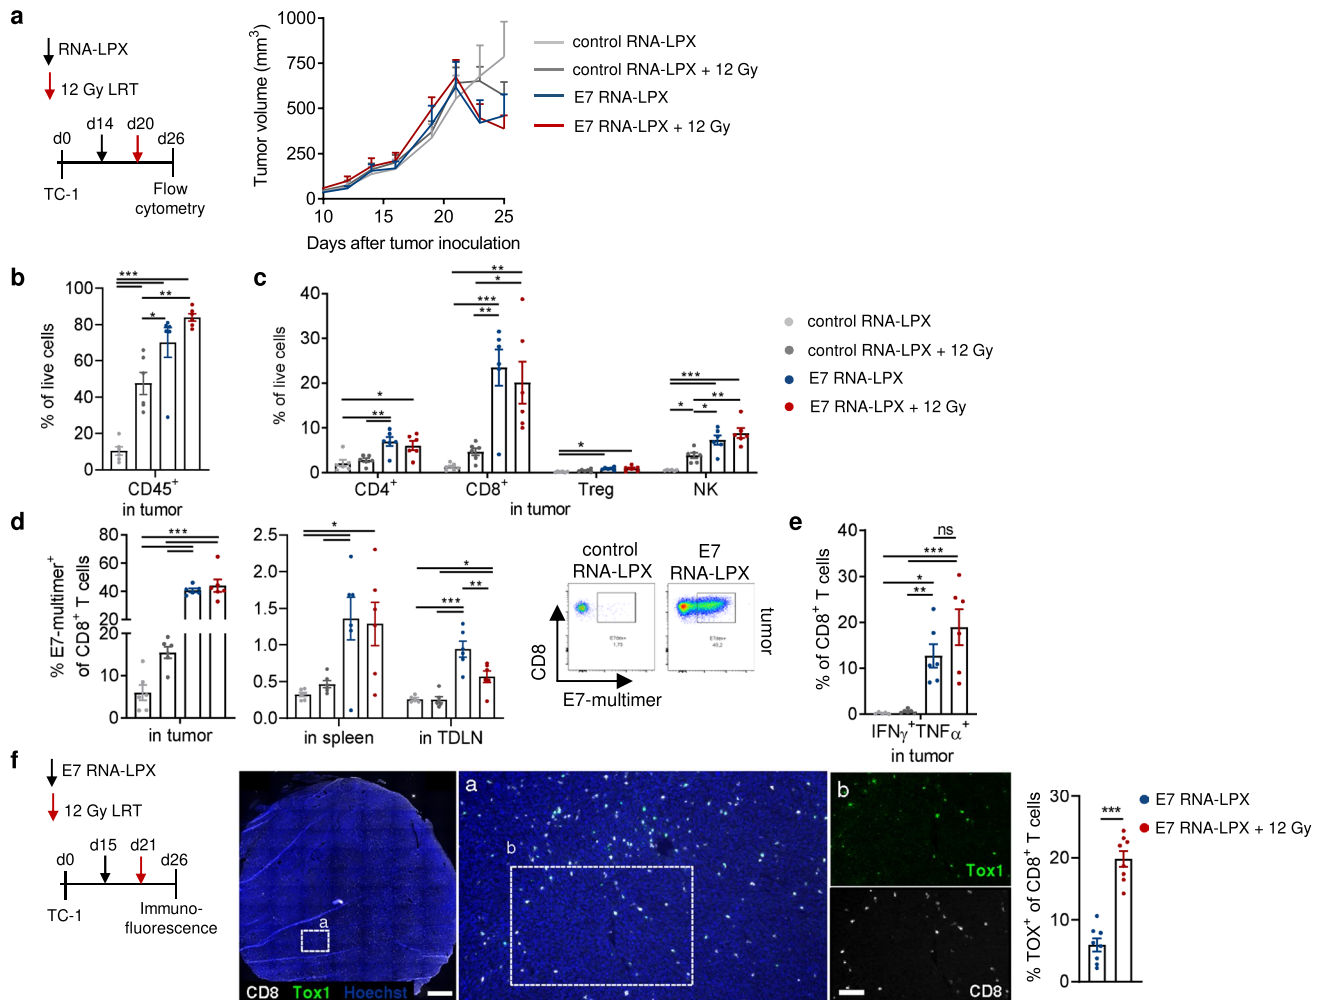 a
RNA-LPX
12 Gy LRT
d0
d14
d20
d26
TC-1
Flow
cytometry
Tumor volume (mm³)
1000
750
500
250
0
10
15
20
25
Days after tumor inoculation
control RNA-LPX
control RNA-LPX + 12 Gy
E7 RNA-LPX
E7 RNA-LPX + 12 Gy
b
% of live cells
100
80
60
40
20
0
***
**
*
CD45⁺
in tumor
c
% of live cells
40
30
20
10
0
*
**
**
*
***
**
*
***
**
*
*
CD4⁺
CD8⁺
Treg
NK
in tumor
control RNA-LPX
control RNA-LPX + 12 Gy
E7 RNA-LPX
E7 RNA-LPX + 12 Gy
d
% E7-multimer⁺
of CD8⁺ T cells
80
60
40
20
20
10
0
***
in tumor
2.5
2.0
1.5
1.0
0.5
0.0
*
*
**
***
in spleen
in TDLN
control
RNA-LPX
E7
RNA-LPX
tumor
CD8
E7-multimer
e
% of CD8⁺ T cells
40
30
20
10
0
ns
***
*
**
IFNγ⁺TNFα⁺
in tumor
f
E7 RNA-LPX
12 Gy LRT
d0
d15
d21
d26
TC-1
Immuno-
fluorescence
a
CD8 Tox1 Hoechst
a
b
b
Tox1
CD8
% TOX⁺ of CD8⁺ T cells
30
20
10
0
***
E7 RNA-LPX
E7 RNA-LPX + 12 Gy